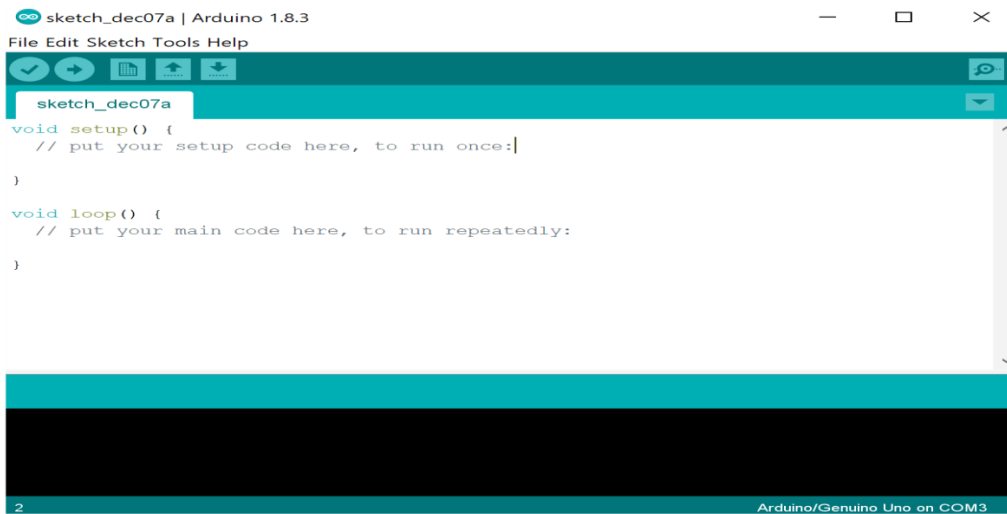 sketch_dec07a | Arduino 1.8.3
File Edit Sketch Tools Help
sketch_dec07a
void setup() {
  // put your setup code here, to run once:
}
void loop() {
  // put your main code here, to run repeatedly:
}
2
Arduino/Genuino Uno on COM3